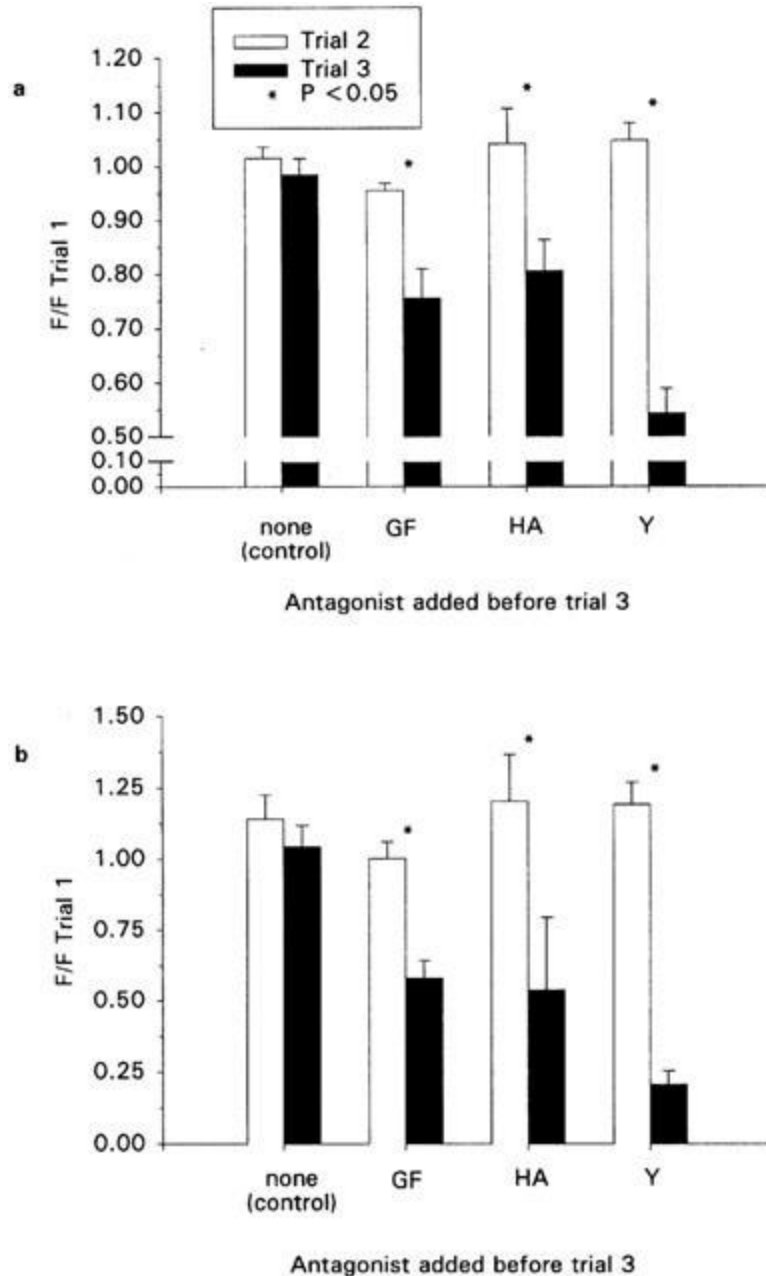 Trial 2
Trial 3
* P <0.05
a
1.20
1.10
1.00
0.90
0.80
0.70
0.60
0.50
0.10
0.00
F/F Trial 1
*
*
*
none
(control)
GF
HA
Y
Antagonist added before trial 3
b
1.50
1.25
1.00
0.75
0.50
0.25
0.00
F/F Trial 1
*
*
*
none
(control)
GF
HA
Y
Antagonist added before trial 3